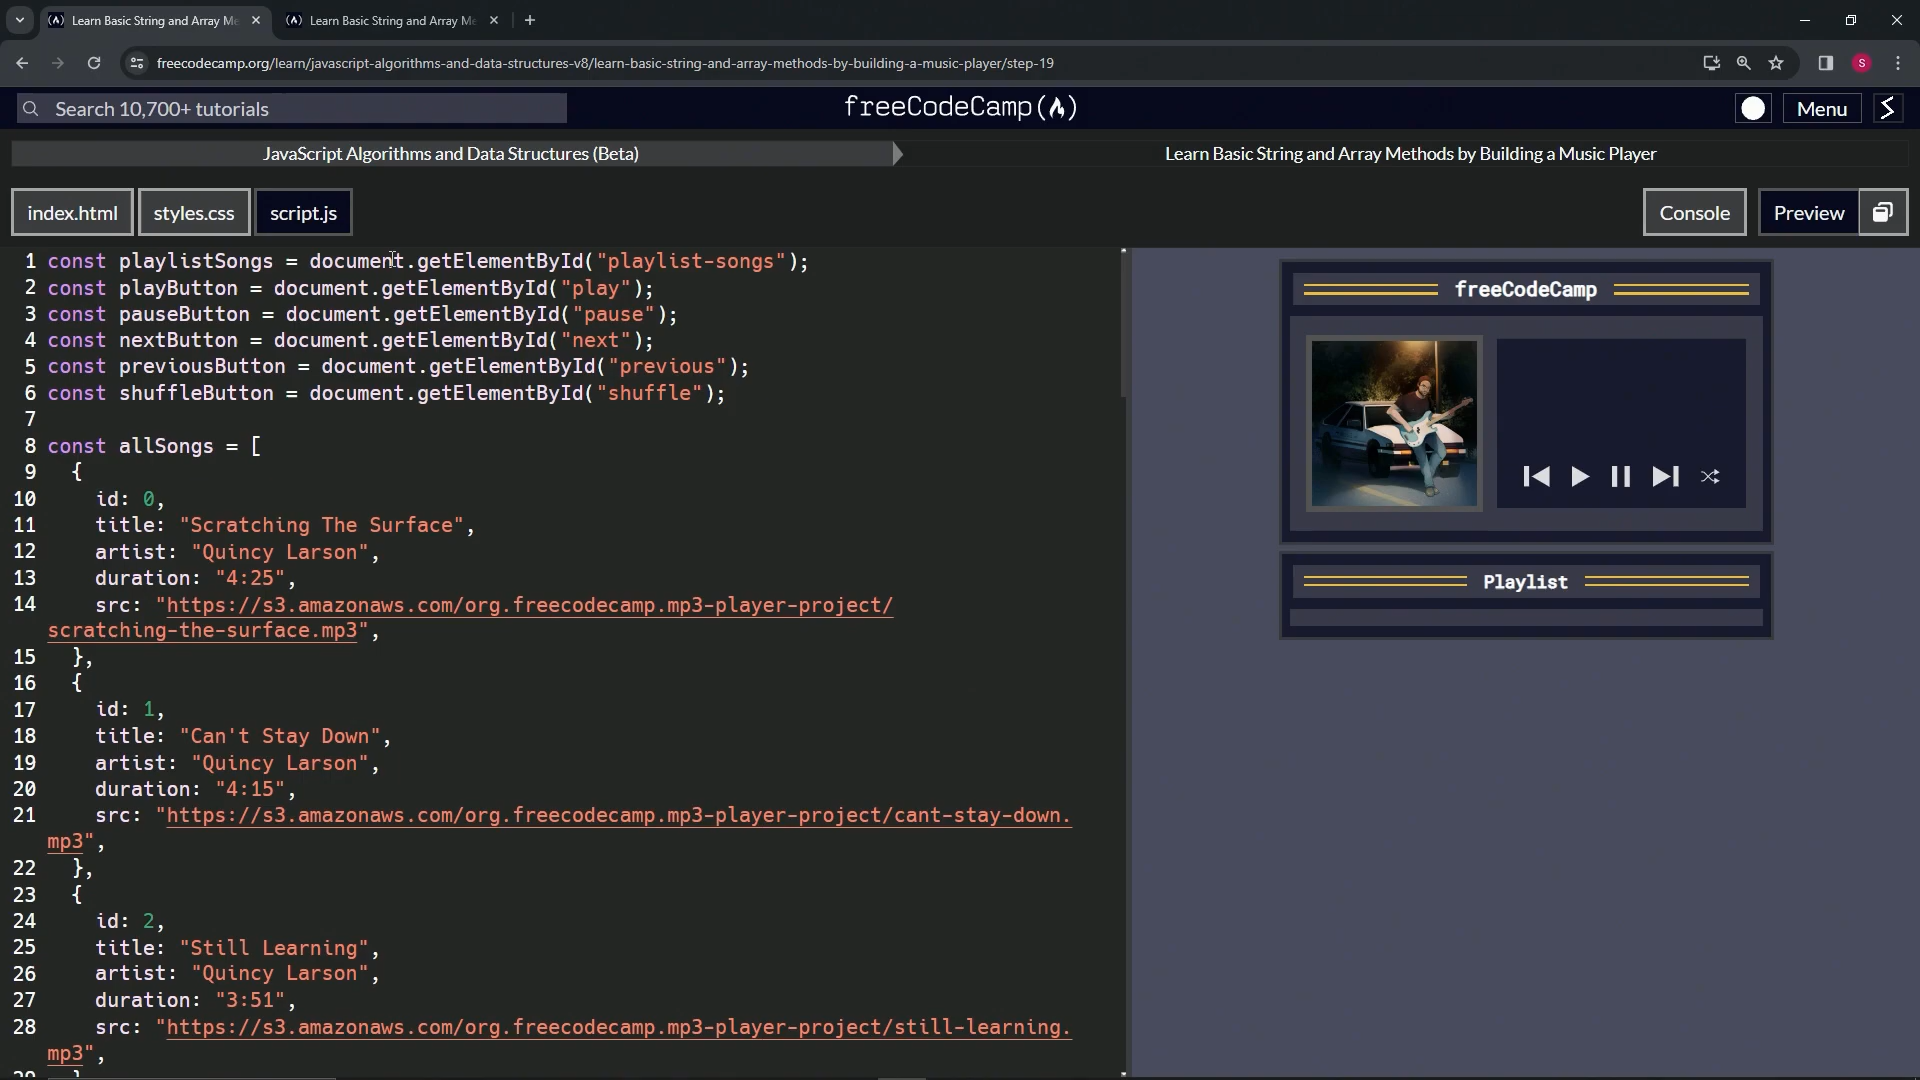 Learn Basic String and Array Me
Learn Basic String and Array M
freecodecamp.org/learn/javascript-algorithms-and-data-structures-v8/learn-basic-string-and-array-methods-by-building-a-music-player/step-19
S
Search 10,700+ tutorials
freeCodeCamp
Menu
JavaScript Algorithms and Data Structures (Beta)
Learn Basic String and Array Methods by Building a Music Player
index.html
styles.css
script.js
Console
Preview
1 const playlistSongs = document.getElementById("playlist-songs");
2 const playButton = document.getElementById("play");
3 const pauseButton = document.getElementById("pause");
4 const nextButton = document.getElementById("next");
5 const previousButton = document.getElementById("previous");
6 const shuffleButton = document.getElementById("shuffle");
7
8 const allSongs = [
9 {
10 id: 0,
11 title: "Scratching The Surface",
12 artist: "Quincy Larson",
13 duration: "4:25",
14 src: "https://s3.amazonaws.com/org.freecodecamp.mp3-player-project/
scratching-the-surface.mp3",
15 },
16 {
17 id: 1,
18 title: "Can't Stay Down",
19 artist: "Quincy Larson",
20 duration: "4:15",
21 src: "https://s3.amazonaws.com/org.freecodecamp.mp3-player-project/cant-stay-down.
mp3",
22 },
23 {
24 id: 2,
25 title: "Still Learning",
26 artist: "Quincy Larson",
27 duration: "3:51",
28 src: "https://s3.amazonaws.com/org.freecodecamp.mp3-player-project/still-learning.
mp3",
freeCodeCamp
Playlist